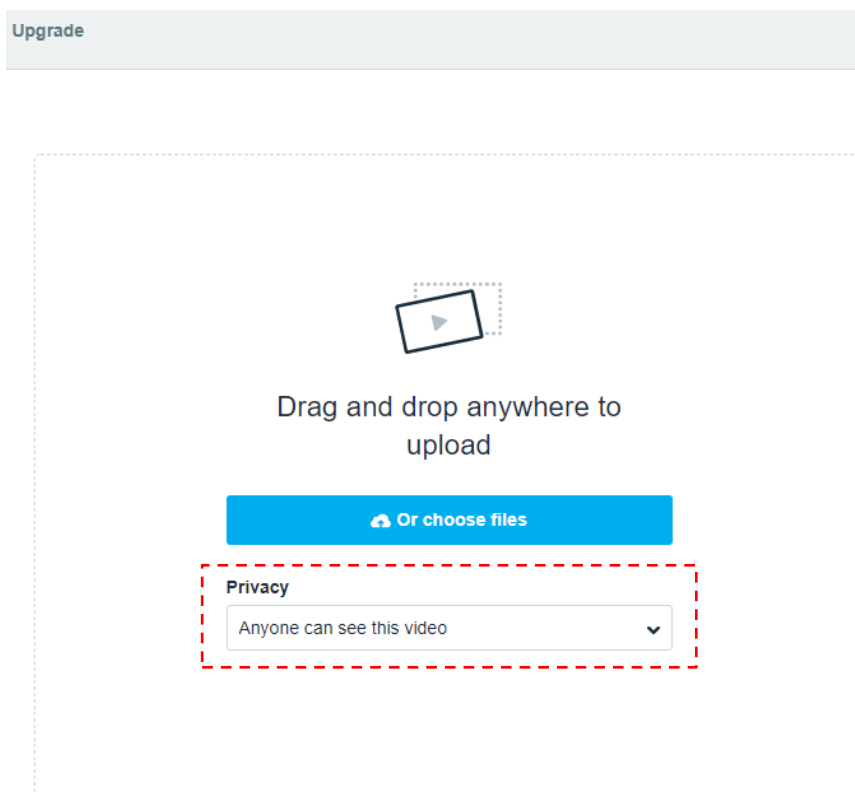 Upgrade
Drag and drop anywhere to
upload
Or choose files
Privacy
Anyone can see this video